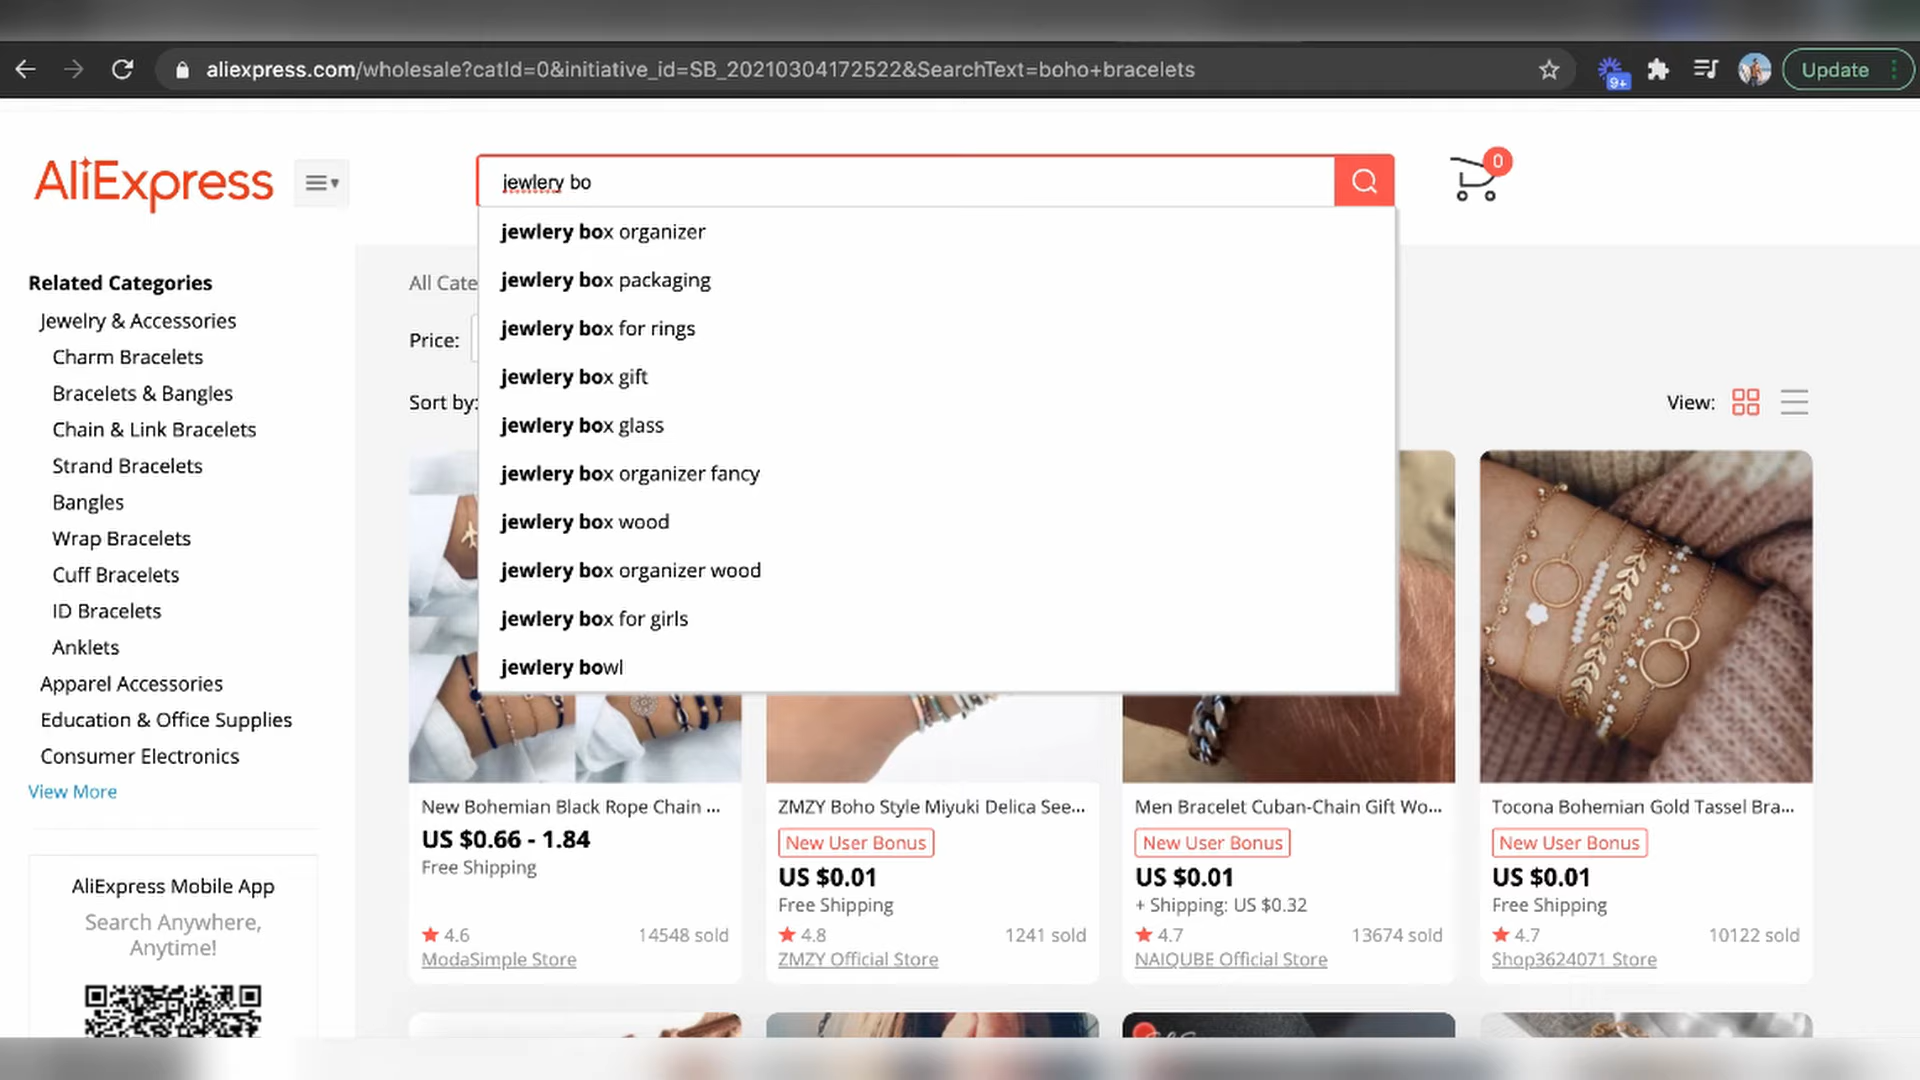 aliexpress.com/wholesale?catId=0&initiative_id=SB_20210304172522&SearchText=boho+bracelets
9+
Update
AliExpress
jewlery bo
0
jewlery box organizer
jewlery box packaging
jewlery box for rings
jewlery box gift
jewlery box glass
jewlery box organizer fancy
jewlery box wood
jewlery box organizer wood
jewlery box for girls
jewlery bowl
Related Categories
Jewelry & Accessories
Charm Bracelets
Bracelets & Bangles
Chain & Link Bracelets
Strand Bracelets
Bangles
Wrap Bracelets
Cuff Bracelets
ID Bracelets
Anklets
Apparel Accessories
Education & Office Supplies
Consumer Electronics
View More
AliExpress Mobile App
Search Anywhere,
Anytime!
All Cate
Price:
Sort by:
View:
New Bohemian Black Rope Chain ...
US $0.66 - 1.84
Free Shipping
4.6 14548 sold
ModaSimple Store
ZMZY Boho Style Miyuki Delica See...
New User Bonus
US $0.01
Free Shipping
4.8 1241 sold
ZMZY Official Store
Men Bracelet Cuban-Chain Gift Wo...
New User Bonus
US $0.01
+ Shipping: US $0.32
4.7 13674 sold
NAIQUBE Official Store
Tocona Bohemian Gold Tassel Bra...
New User Bonus
US $0.01
Free Shipping
4.7 10122 sold
Shop3624071 Store